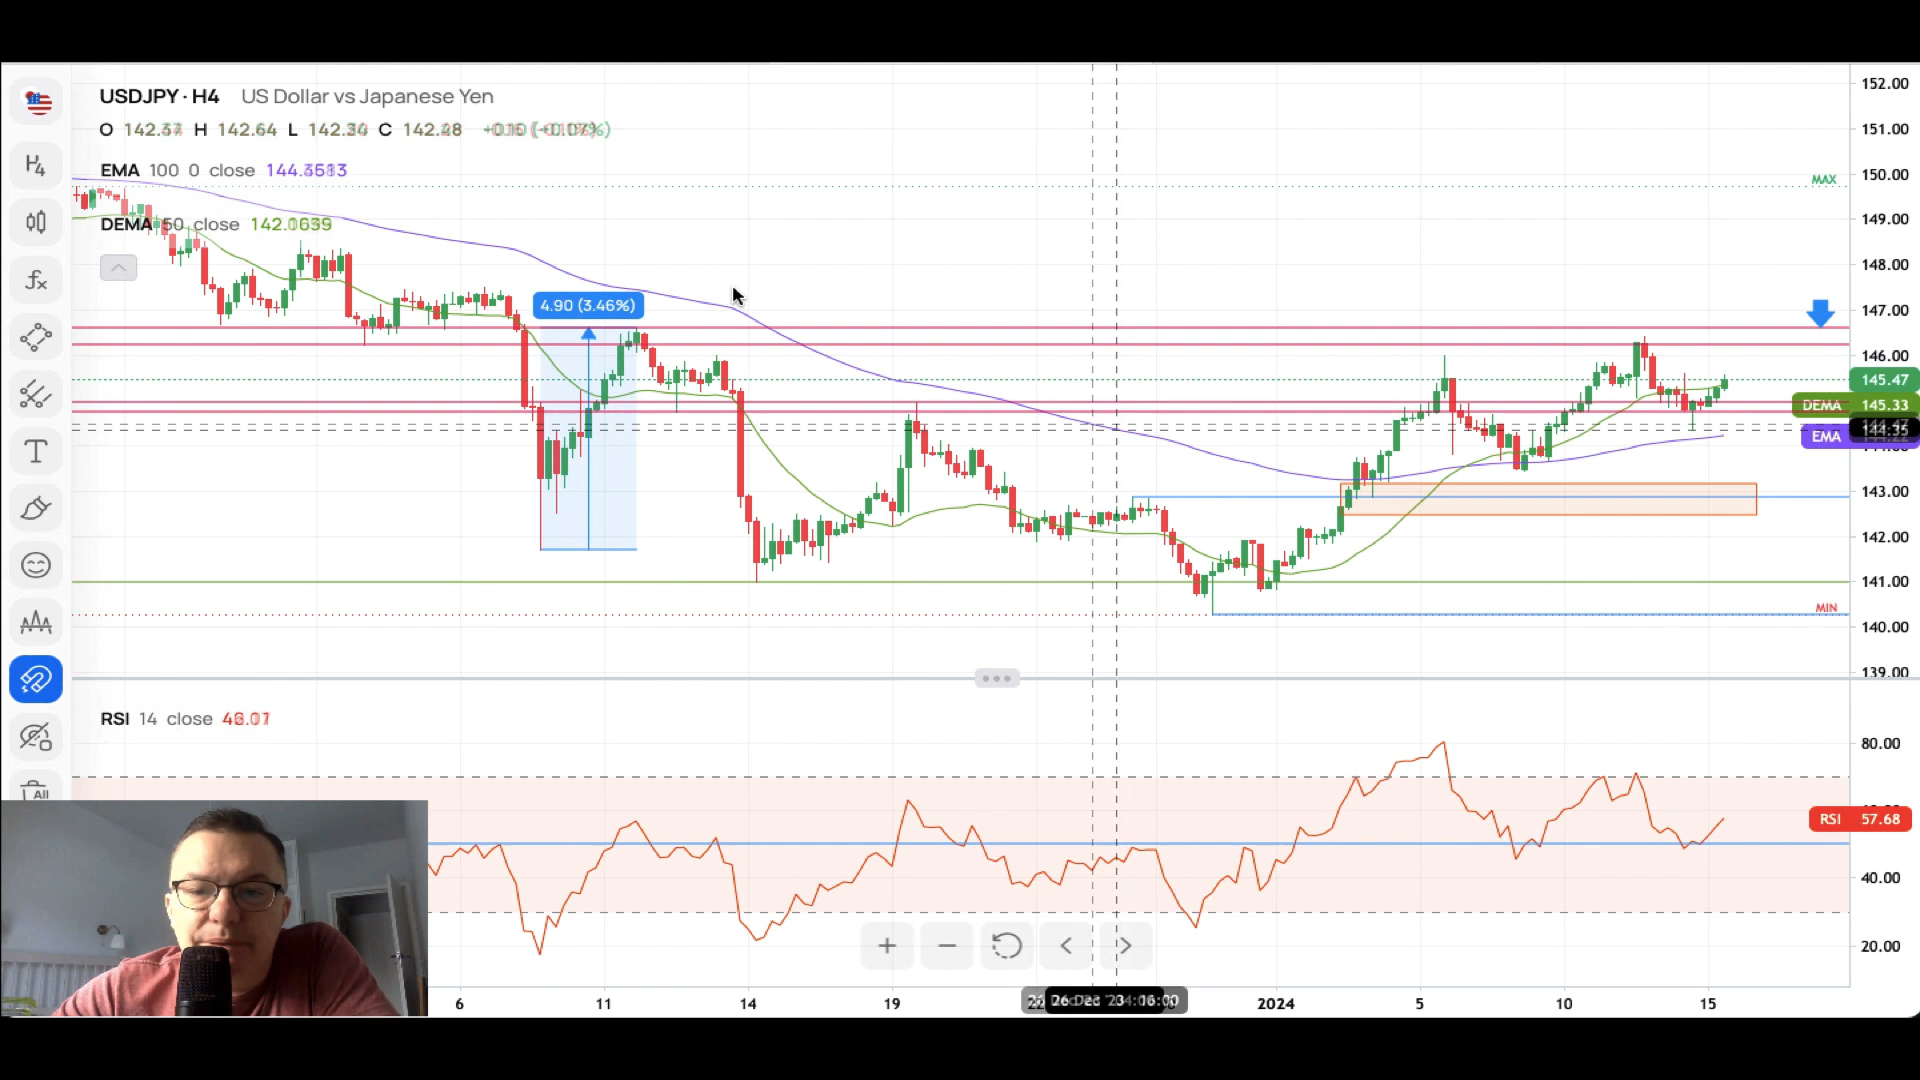 USDJPY · H4 US Dollar vs Japanese Yen
O H 142.64 L C
EMA 100 0 close
DEMA 50 close
4.90 (3.46%)
MAX
MIN
152.00
151.00
150.00
149.00
148.00
147.00
146.00
145.47
DEMA 145.33
EMA
143.00
142.00
141.00
140.00
139.00
H4
fx
T
All
RSI 14 close
80.00
RSI 57.68
40.00
20.00
6 11 14 19 2024 5 10 15